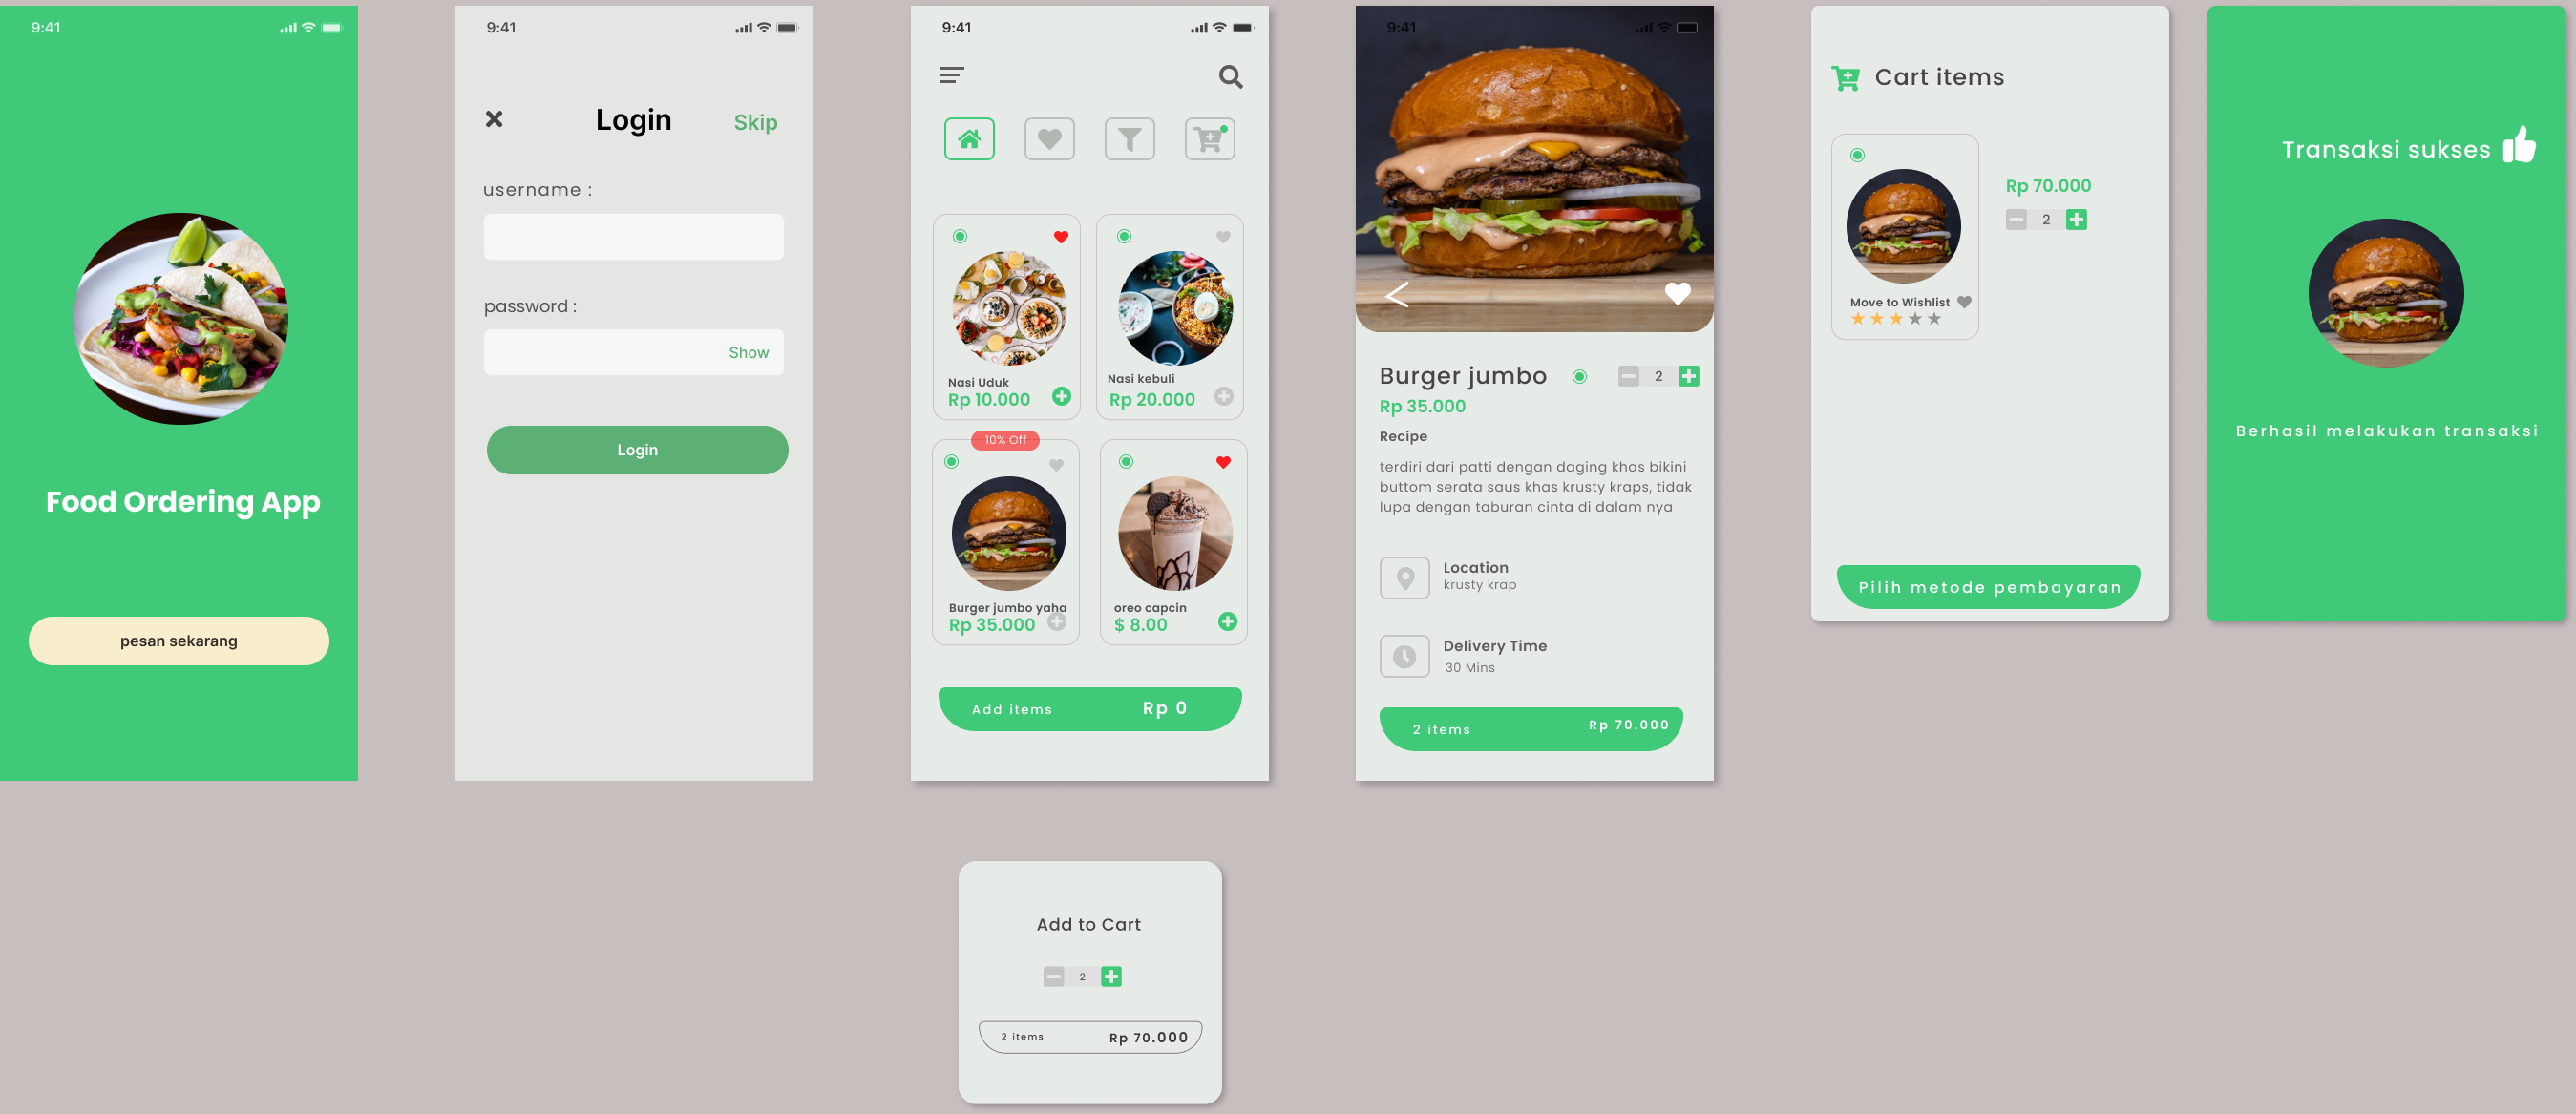 9:41
Food Ordering App
pesan sekarang
9:41
Login
Skip
username :
password :
Show
Login
9:41
Nasi Uduk
Rp 10.000
Nasi kebuli
Rp 20.000
10% Off
Burger jumbo yaha
Rp 35.000
oreo capcin
$ 8.00
Add items
Rp 0
9:41
Burger jumbo
2
Rp 35.000
Recipe
terdiri dari patti dengan daging khas bikini
buttom serata saus khas krusty kraps, tidak
lupa dengan taburan cinta di dalam nya
Location
krusty krap
Delivery Time
30 Mins
2 items
Rp 70.000
Cart items
Rp 70.000
2
Move to Wishlist
Pilih metode pembayaran
Transaksi sukses
Berhasil melakukan transaksi
Add to Cart
2
2 items
Rp 70.000